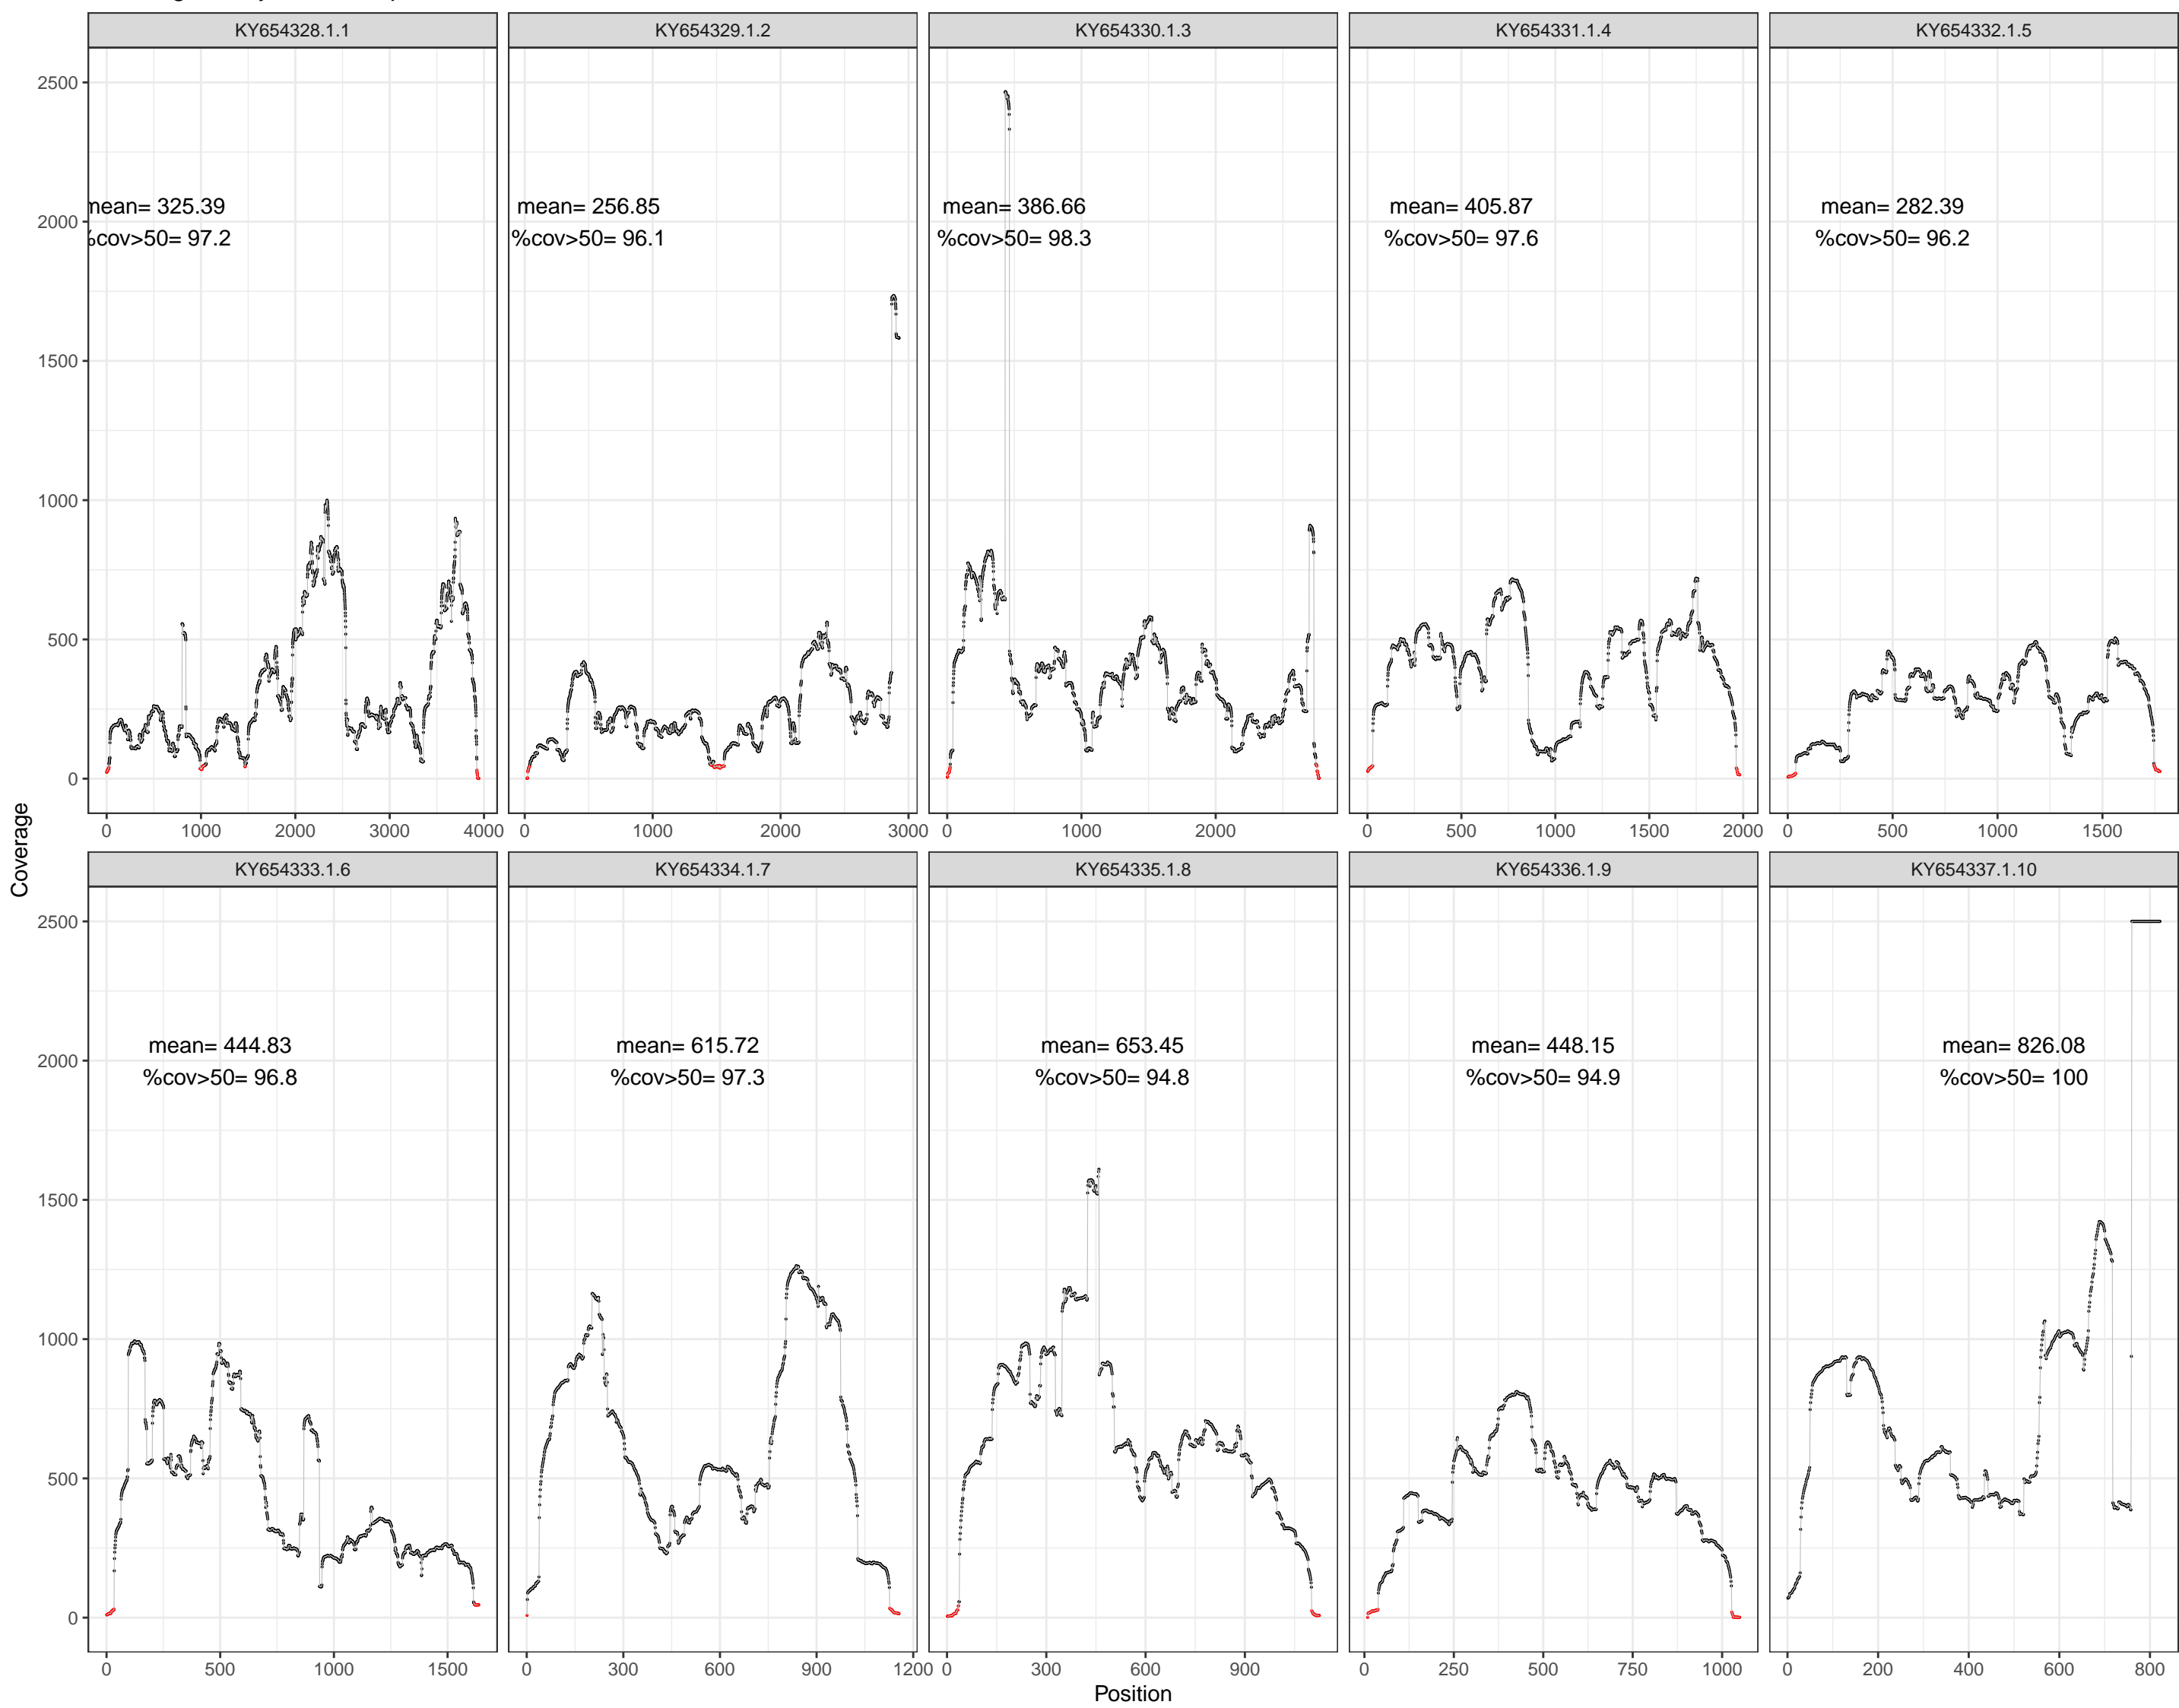 KY654328.1.1 KY654329.1.2 KY654330.1.3 KY654331.1.4 KY654332.1.5
2500
mean= 325.39 mean= 256.85 mean= 386.66 mean= 405.87 mean= 282.39
2000
%cov>50= 97.2 %cov>50= 96.1 %cov>50= 98.3 %cov>50= 97.6 %cov>50= 96.2
1500
1000
500
0
0 1000 2000 3000 4000 0 1000 2000 3000 0 1000 2000 0 500 1000 1500 2000 0 500 1000 1500
Coverage
KY654333.1.6 KY654334.1.7 KY654335.1.8 KY654336.1.9 KY654337.1.10
2500
mean= 444.83 mean= 615.72 mean= 653.45 mean= 448.15 mean= 826.08
2000
%cov>50= 96.8 %cov>50= 97.3 %cov>50= 94.8 %cov>50= 94.9 %cov>50= 100
1500
1000
500
0
0 500 1000 1500 0 300 600 900 1200 0 300 600 900 0 250 500 750 1000 0 200 400 600 800
Position